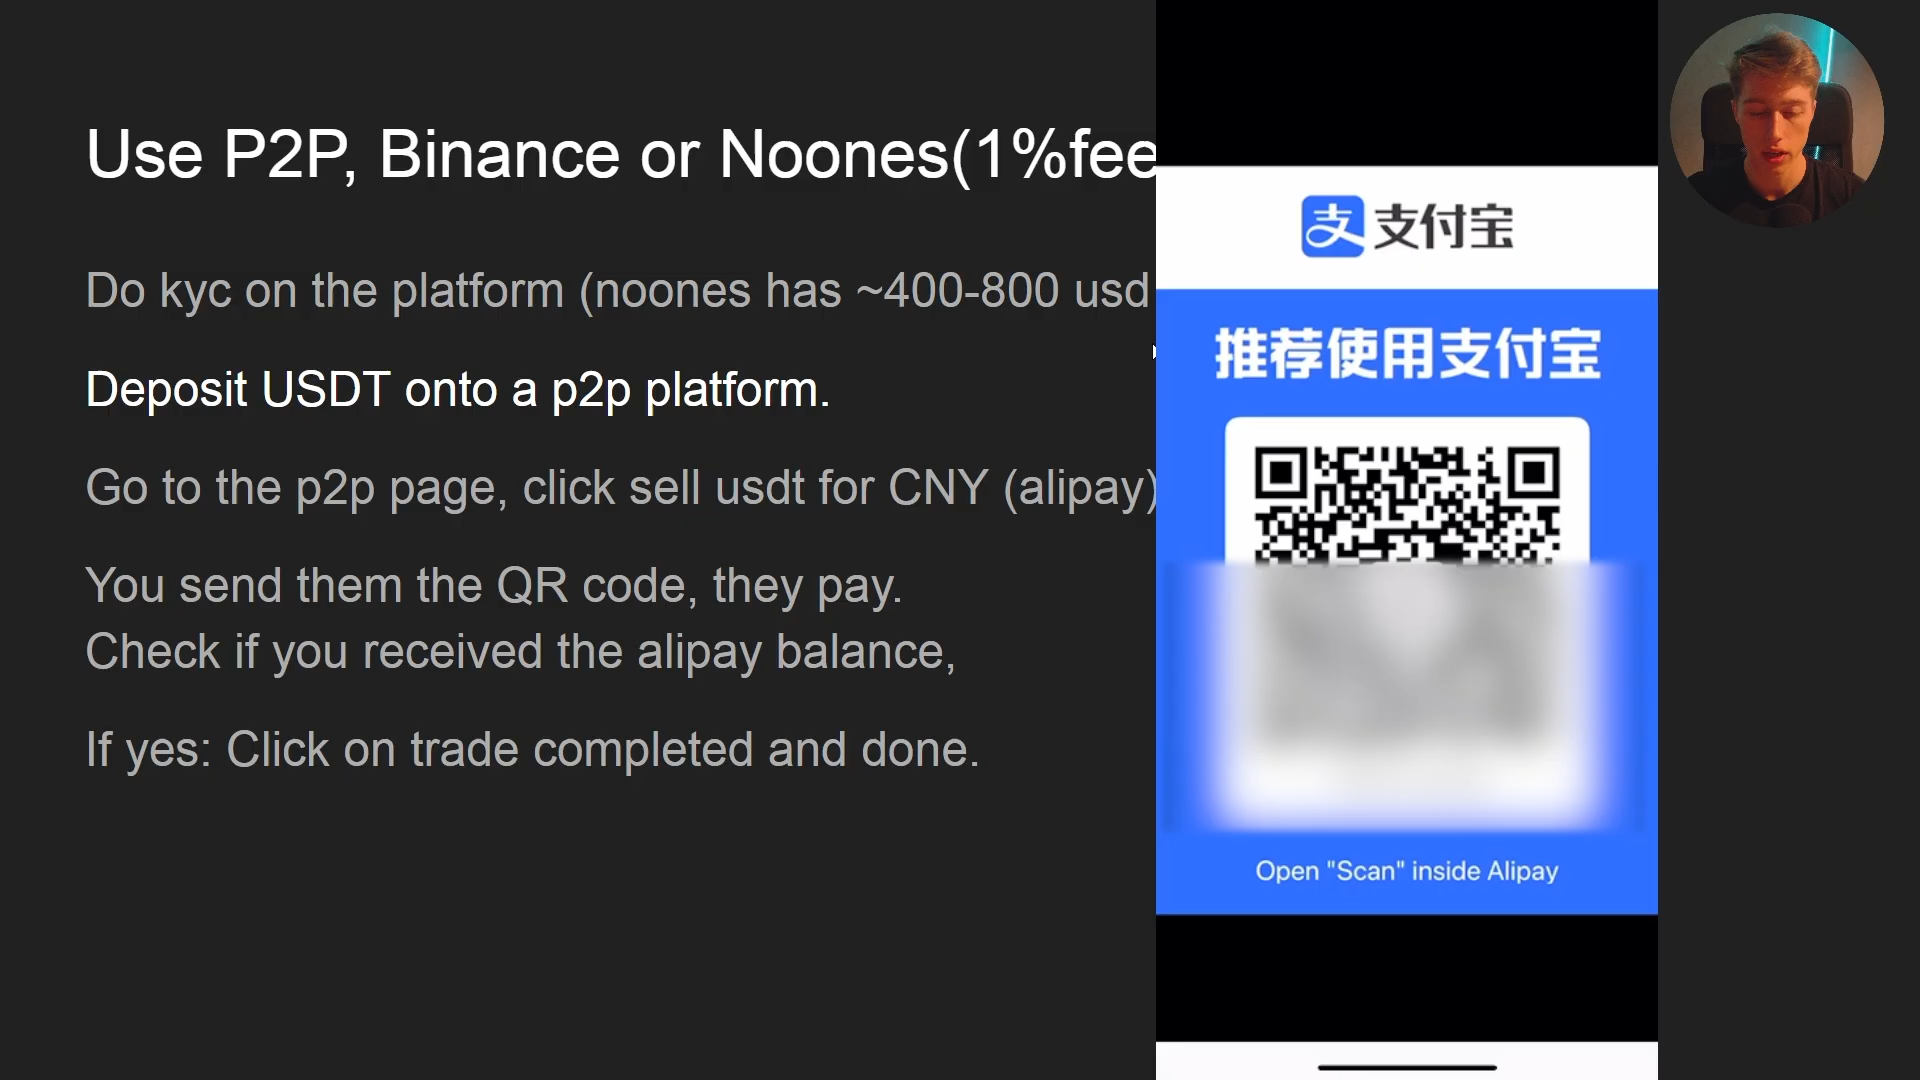 Use P2P, Binance or Noones(1%fee
Do kyc on the platform (noones has ~400-800 usd
Deposit USDT onto a p2p platform.
Go to the p2p page, click sell usdt for CNY (alipay)
You send them the QR code, they pay.
Check if you received the alipay balance,
If yes: Click on trade completed and done.
支 支付宝
推荐使用支付宝
Open "Scan" inside Alipay